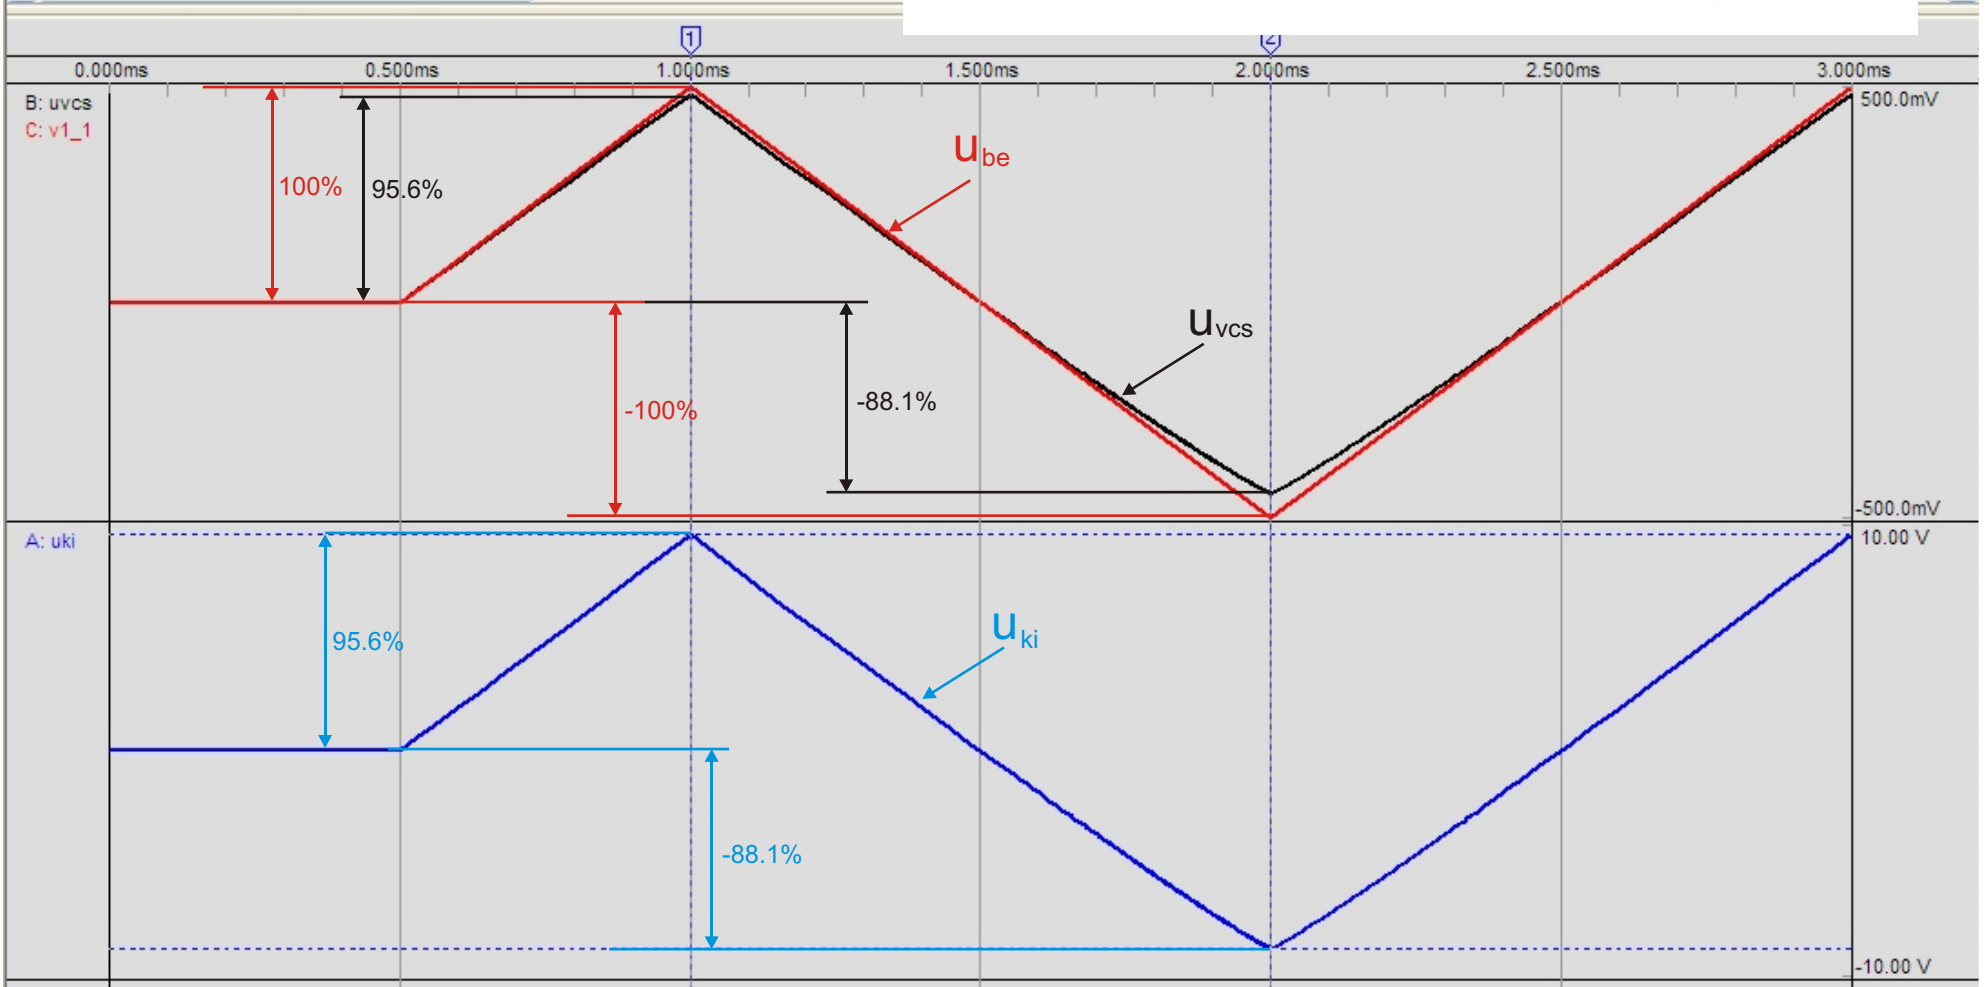 1
2
0.000ms 0.500ms 1.000ms 1.500ms 2.000ms 2.500ms 3.000ms
B: uvcs
500.0mV
C: v1_1
ube
100%
95.6%
uvcs
-100%
-88.1%
-500.0mV
A: uki
10.00 V
uki
95.6%
-88.1%
-10.00 V